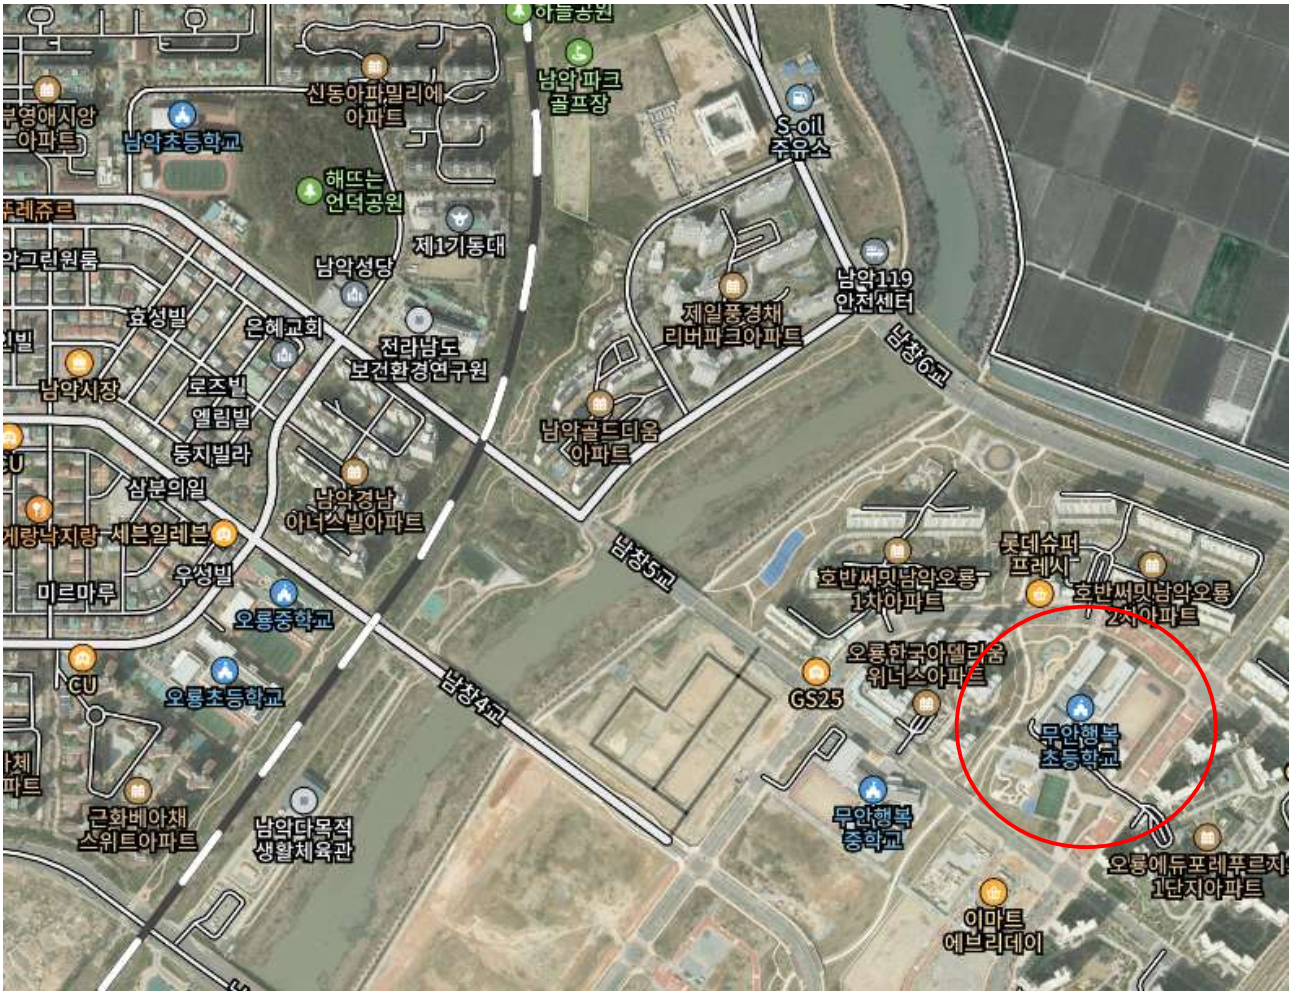 하늘공원
남악 파크
골프장
신동아파밀리에
아파트
부영애시앙
아파트
남악초등학교
S-oil
주유소
해뜨는
언덕공원
뚜레쥬르
제1기동대
남악성당
남악119
안전센터
제일풍경채
리버파크아파트
효성빌
은혜교회
전라남도
보건환경연구원
남창6교
남악시장
로즈빌
엘림빌
둥지빌라
남악골드디움
아파트
CU
삼분의일
남악경남
아너스빌아파트
세븐일레븐
우성빌
미르마루
남창5교
호반써밋남악오룡
1차아파트
롯데슈퍼
프레시
호반써밋남악오룡
2차아파트
오룡중학교
오룡초등학교
CU
남창4교
GS25
오룡한국아델리움
위너스아파트
무안행복
초등학교
근화베아채
스위트아파트
남악다목적
생활체육관
무안행복
중학교
오룡에듀포레푸르지
1단지아파트
이마트
에브리데이